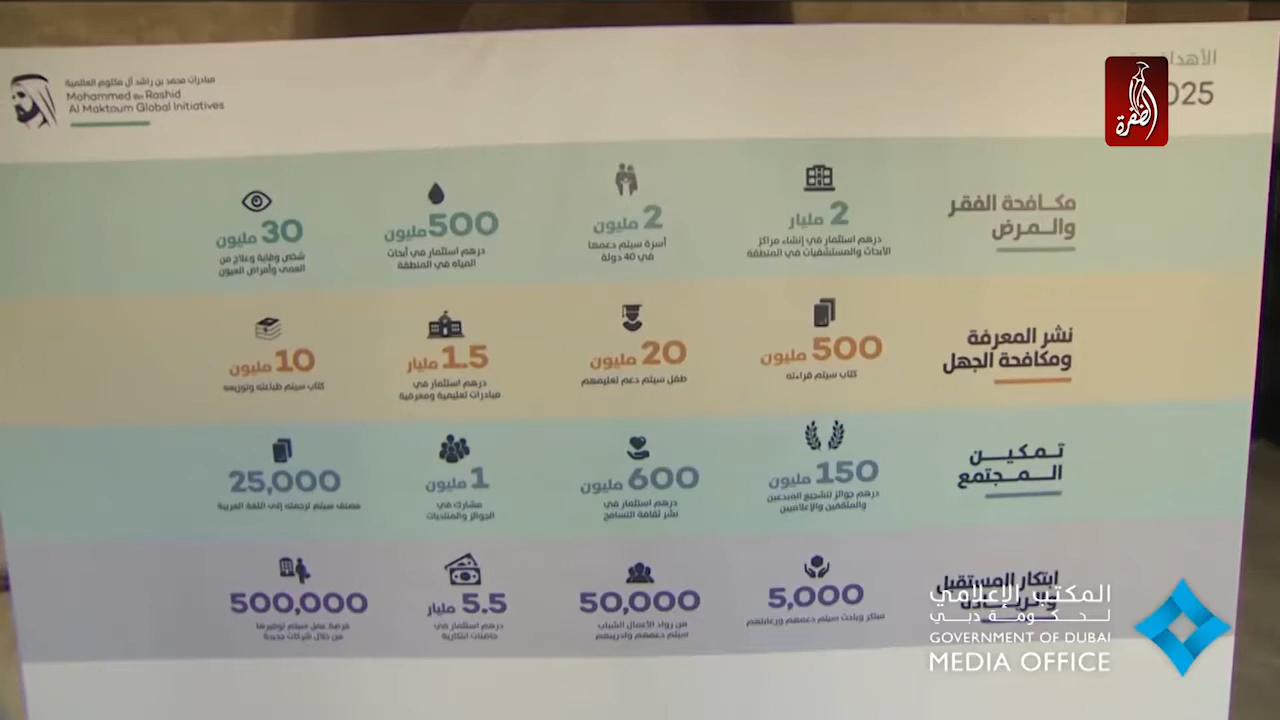 مبادرات محمد بن راشد آل مكتوم العالمية
Mohammed Bin Rashid
Al Maktoum Global Initiatives
025
الظفرة
مكافحة الفقر
والمرض
2 مليار
درهم استثمار في إنشاء مراكز
الأبحاث والمستشفيات في المنطقة
2 مليون
أسرة سيتم دعمها
في 40 دولة
500 مليون
درهم استثمار في أبحاث
المياه في المنطقة
30 مليون
شخص وقاية وعلاج من
العمى وأمراض العيون
نشر المعرفة
ومكافحة الجهل
500 مليون
كتاب سيتم قراءته
20 مليون
طفل سيتم دعم تعليمهم
1.5 مليار
درهم استثمار في
مبادرات تعليمية ومعرفية
10 مليون
كتاب سيتم طباعته وتوزيعه
تمكين
المجتمع
150 مليون
درهم جوائز لتشجيع المبدعين
والمثقفين والإعلاميين
600 مليون
درهم استثمار في
نشر ثقافة التسامح
1 مليون
مشارك في
الجوائز والمنتديات
25,000
مصنف سيتم ترجمته إلى اللغة العربية
ابتكار المستقبل
5,000
مبتكر وباحث سيتم دعمهم ورعايتهم
50,000
من رواد الأعمال الشباب
سيتم دعمهم وتدريبهم
5.5 مليار
درهم استثمار في
حاضنات ابتكارية
500,000
فرصة عمل سيتم توفيرها
من خلال شركات جديدة
المكتب الإعلامي
لحكومة دبي
GOVERNMENT OF DUBAI
MEDIA OFFICE